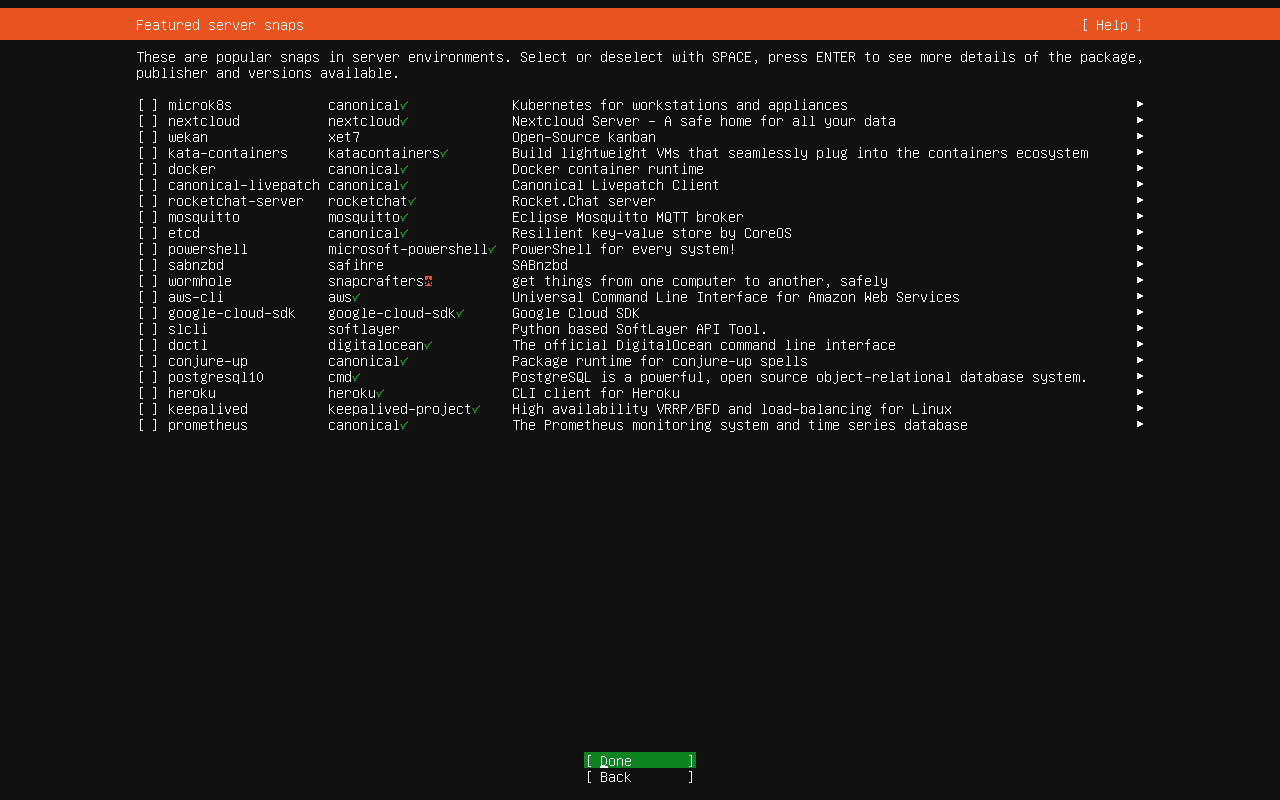 Featured server snaps [ Help ]
These are popular snaps in server environments. Select or deselect with SPACE, press ENTER to see more details of the package,
publisher and versions available.
[ ] microk8s canonical✓ Kubernetes for workstations and appliances ▸
[ ] nextcloud nextcloud✓ Nextcloud Server - A safe home for all your data ▸
[ ] wekan xet7 Open-Source kanban ▸
[ ] kata-containers katacontainers✓ Build lightweight VMs that seamlessly plug into the containers ecosystem ▸
[ ] docker canonical✓ Docker container runtime ▸
[ ] canonical-livepatch canonical✓ Canonical Livepatch Client ▸
[ ] rocketchat-server rocketchat✓ Rocket.Chat server ▸
[ ] mosquitto mosquitto✓ Eclipse Mosquitto MQTT broker ▸
[ ] etcd canonical✓ Resilient key-value store by CoreOS ▸
[ ] powershell microsoft-powershell✓ PowerShell for every system! ▸
[ ] sabnzbd safihre SABnzbd ▸
[ ] wormhole snapcrafters get things from one computer to another, safely ▸
[ ] aws-cli aws✓ Universal Command Line Interface for Amazon Web Services ▸
[ ] google-cloud-sdk google-cloud-sdk✓ Google Cloud SDK ▸
[ ] slcli softlayer Python based SoftLayer API Tool. ▸
[ ] doctl digitalocean✓ The official DigitalOcean command line interface ▸
[ ] conjure-up canonical✓ Package runtime for conjure-up spells ▸
[ ] postgresql10 cmd✓ PostgreSQL is a powerful, open source object-relational database system. ▸
[ ] heroku heroku✓ CLI client for Heroku ▸
[ ] keepalived keepalived-project✓ High availability VRRP/BFD and load-balancing for Linux ▸
[ ] prometheus canonical✓ The Prometheus monitoring system and time series database ▸
[ Done ]
[ Back ]